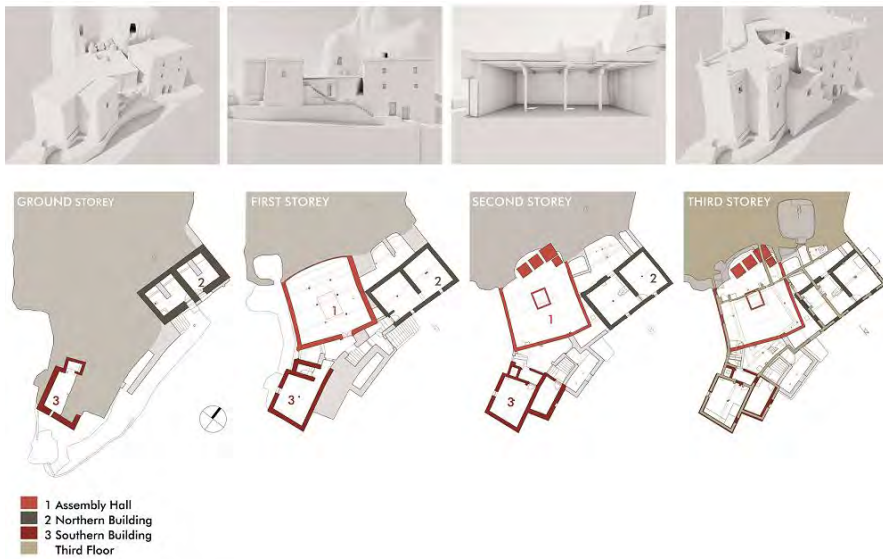 GROUND STOREY
FIRST STOREY
SECOND STOREY
THIRD STOREY
2
3
1
2
3
1
2
3
1 Assembly Hall
2 Northern Building
3 Southern Building
Third Floor